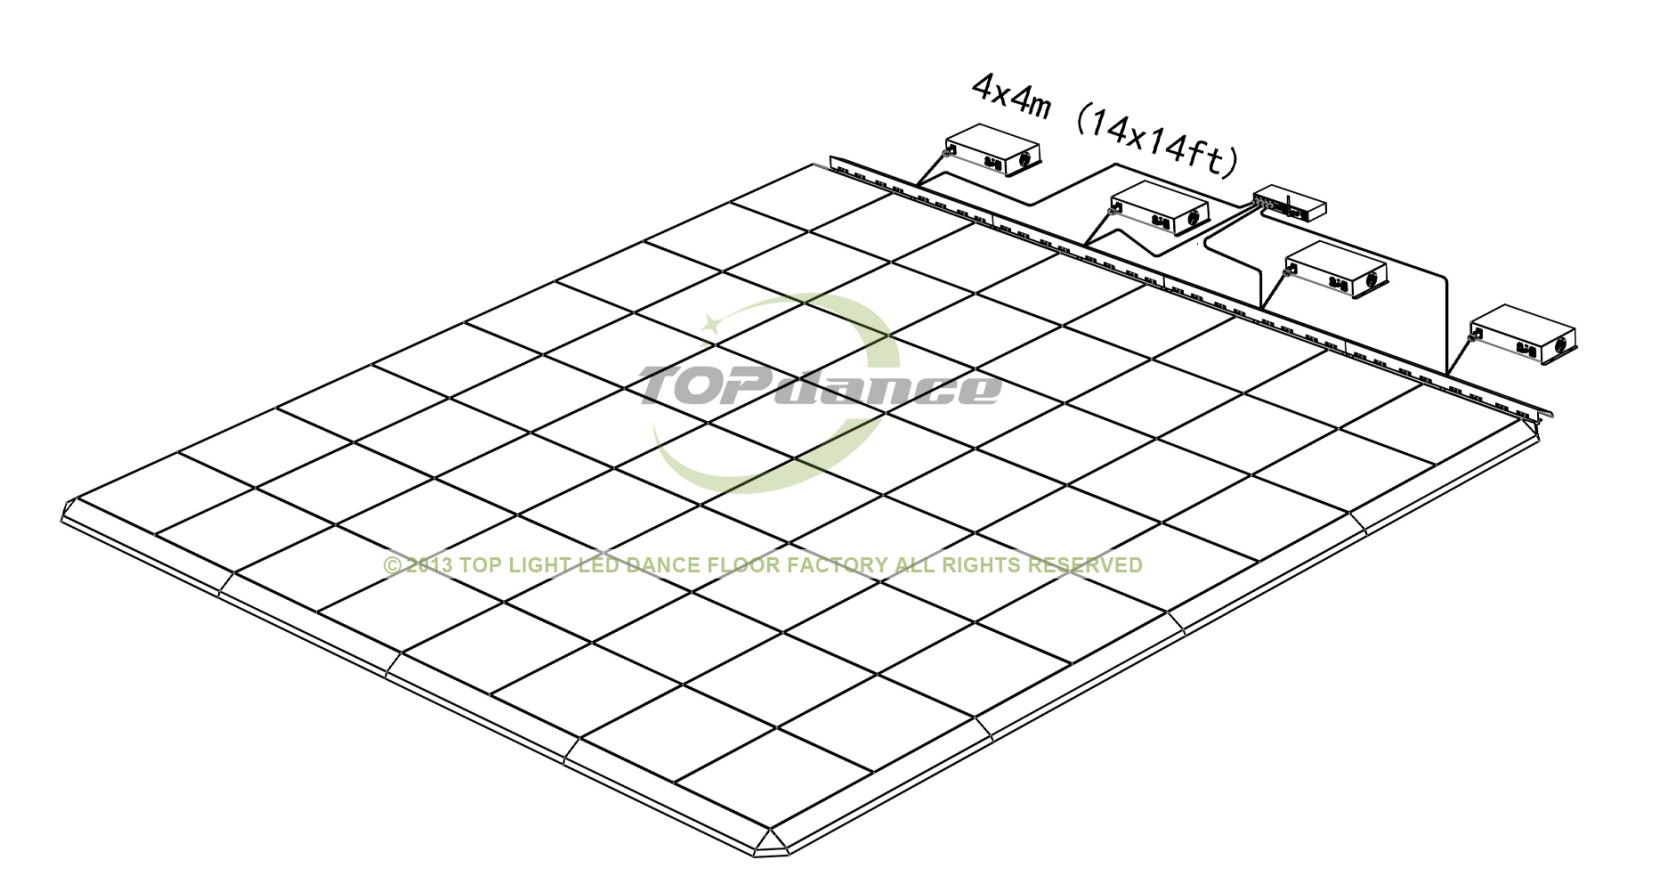 4x4m (14x14ft)
TOPdance
© 2013 TOP LIGHT LED DANCE FLOOR FACTORY ALL RIGHTS RESERVED